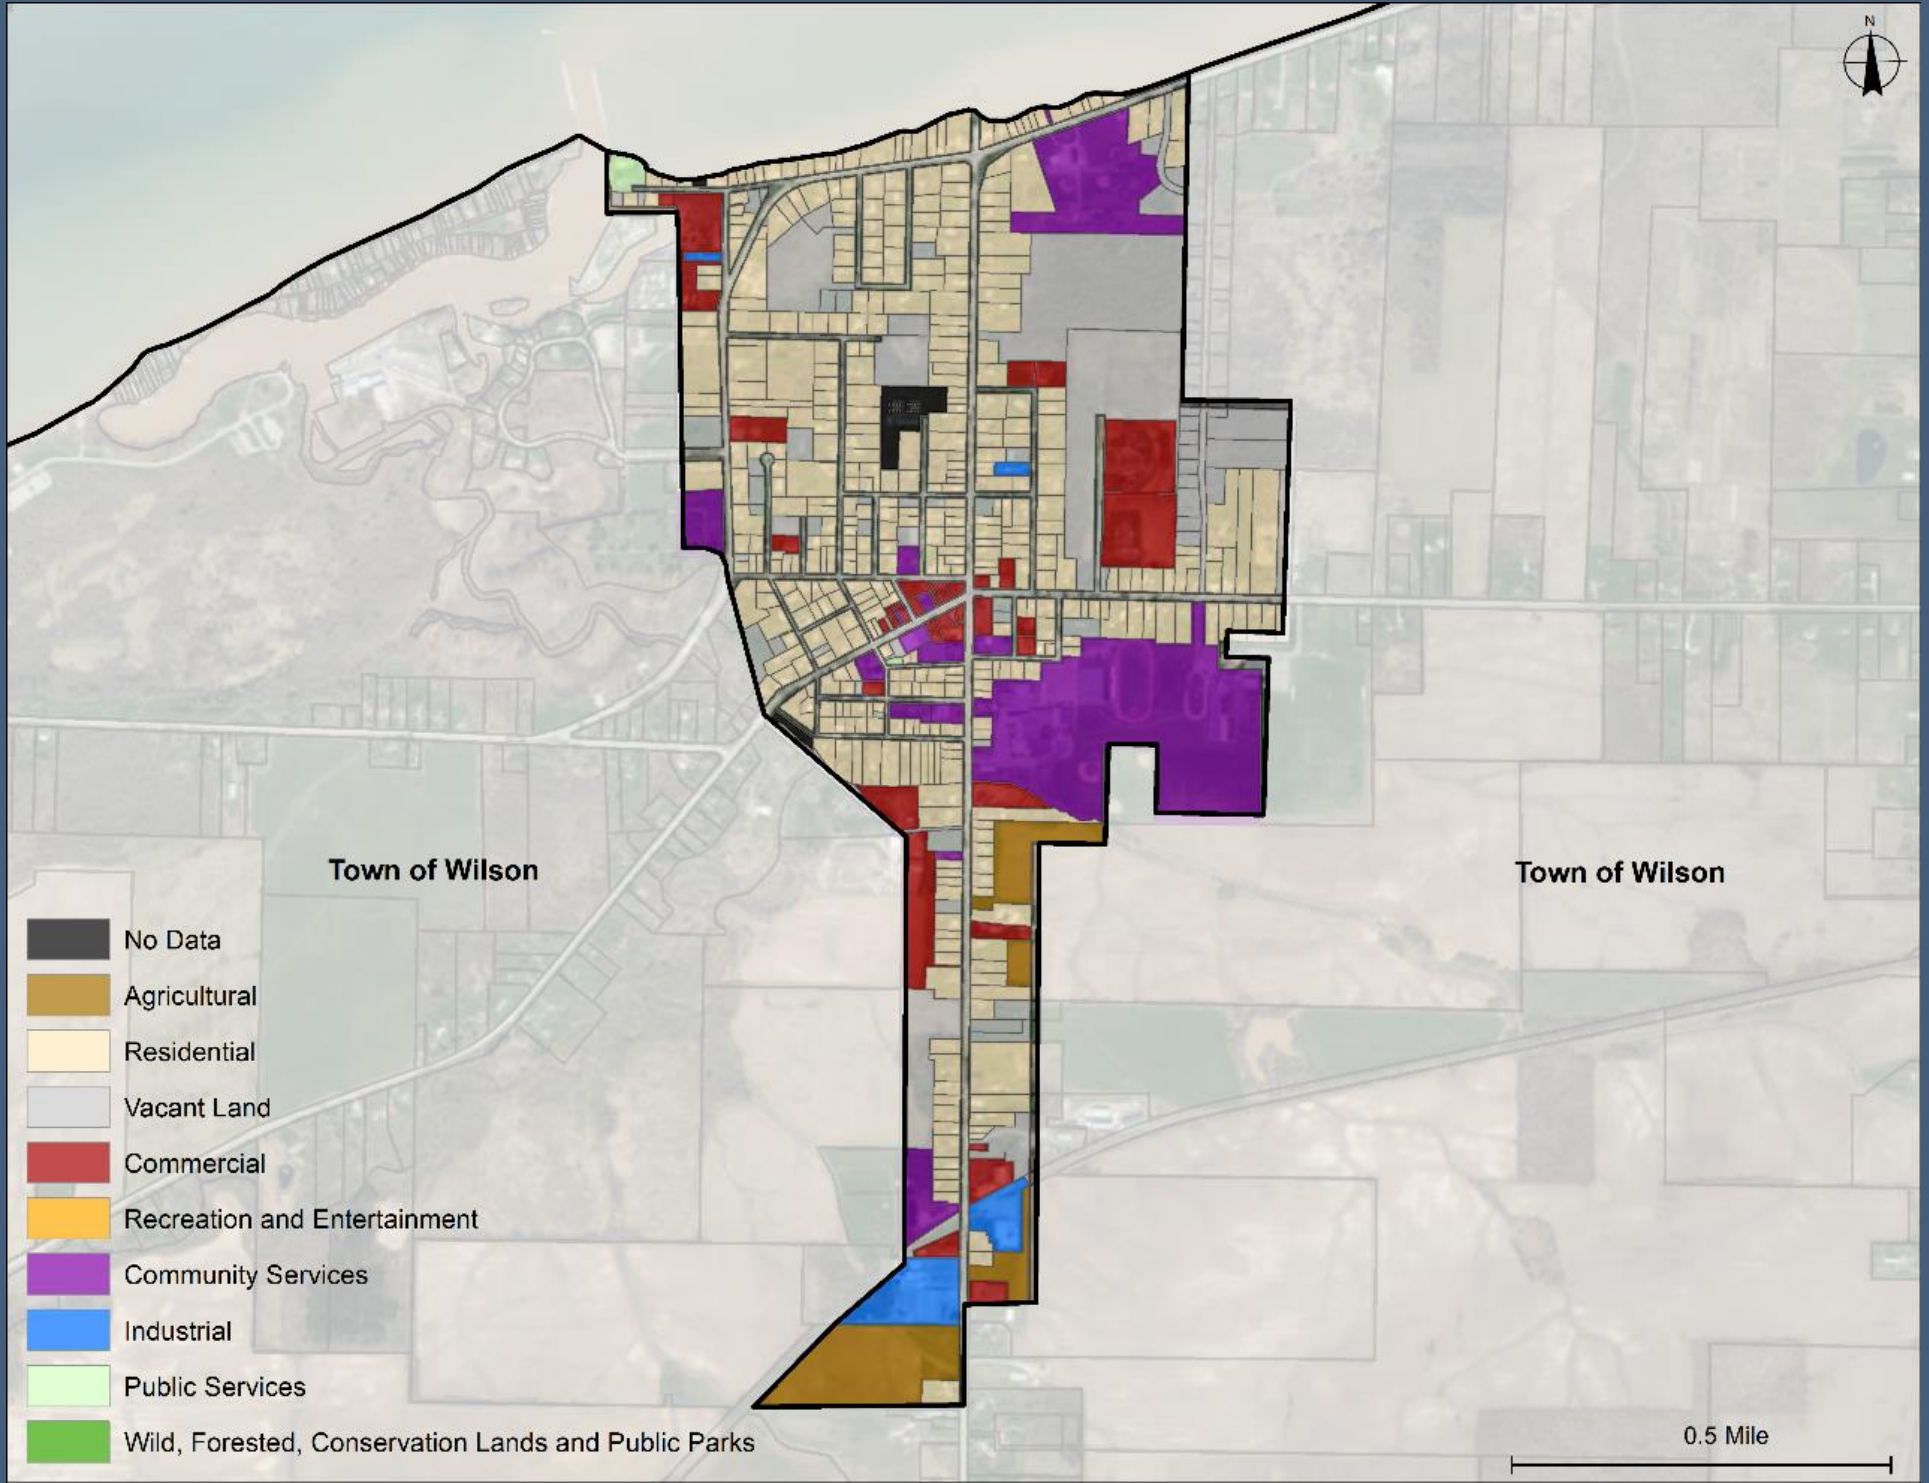 N
Town of Wilson
Town of Wilson
No Data
Agricultural
Residential
Vacant Land
Commercial
Recreation and Entertainment
Community Services
Industrial
Public Services
Wild, Forested, Conservation Lands and Public Parks
0.5 Mile